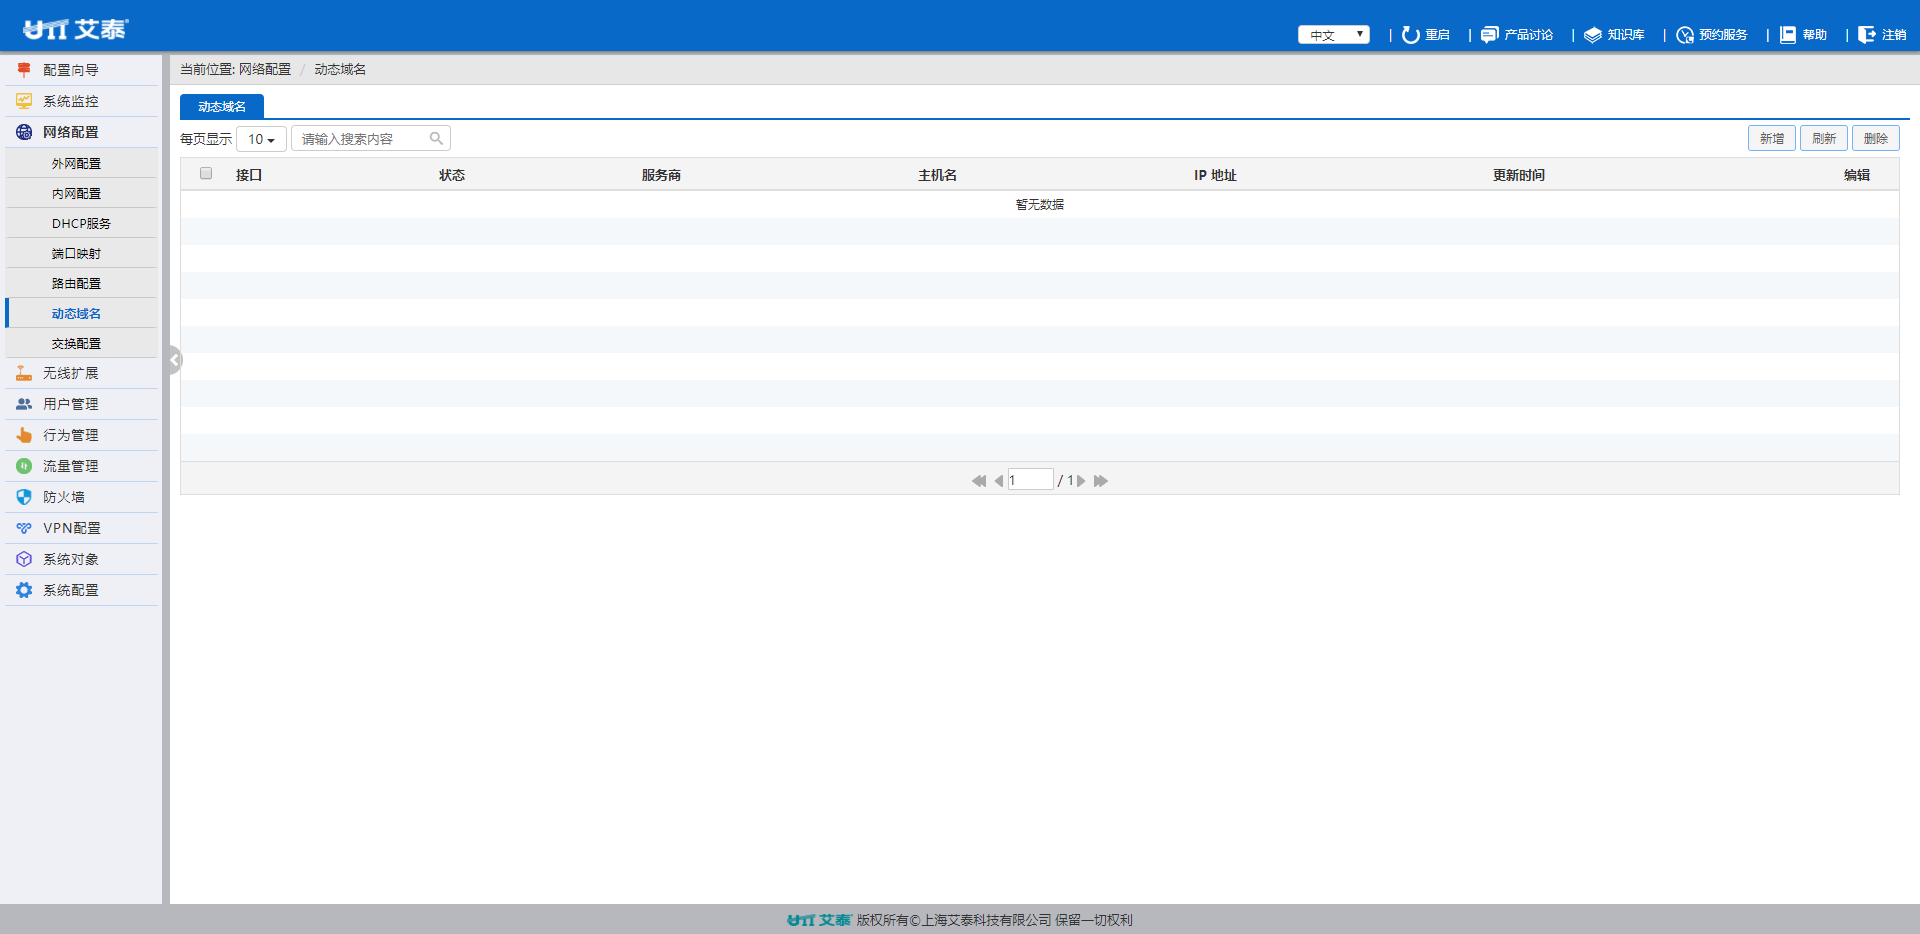 UTT 艾泰
中文 | 重启 | 产品讨论 | 知识库 | 预约服务 | 帮助 | 注销
配置向导
系统监控
网络配置
外网配置
内网配置
DHCP服务
端口映射
路由配置
动态域名
交换配置
无线扩展
用户管理
行为管理
流量管理
防火墙
VPN配置
系统对象
系统配置
当前位置: 网络配置 / 动态域名
动态域名
每页显示 10 请输入搜索内容 新增 刷新 删除
接口 状态 服务商 主机名 IP 地址 更新时间 编辑
暂无数据
1 / 1
UTT 艾泰 版权所有©上海艾泰科技有限公司 保留一切权利